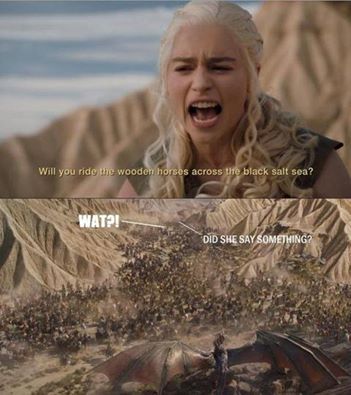 Will you ride the wooden horses across the black salt sea?
WAT?!
DID SHE SAY SOMETHING?